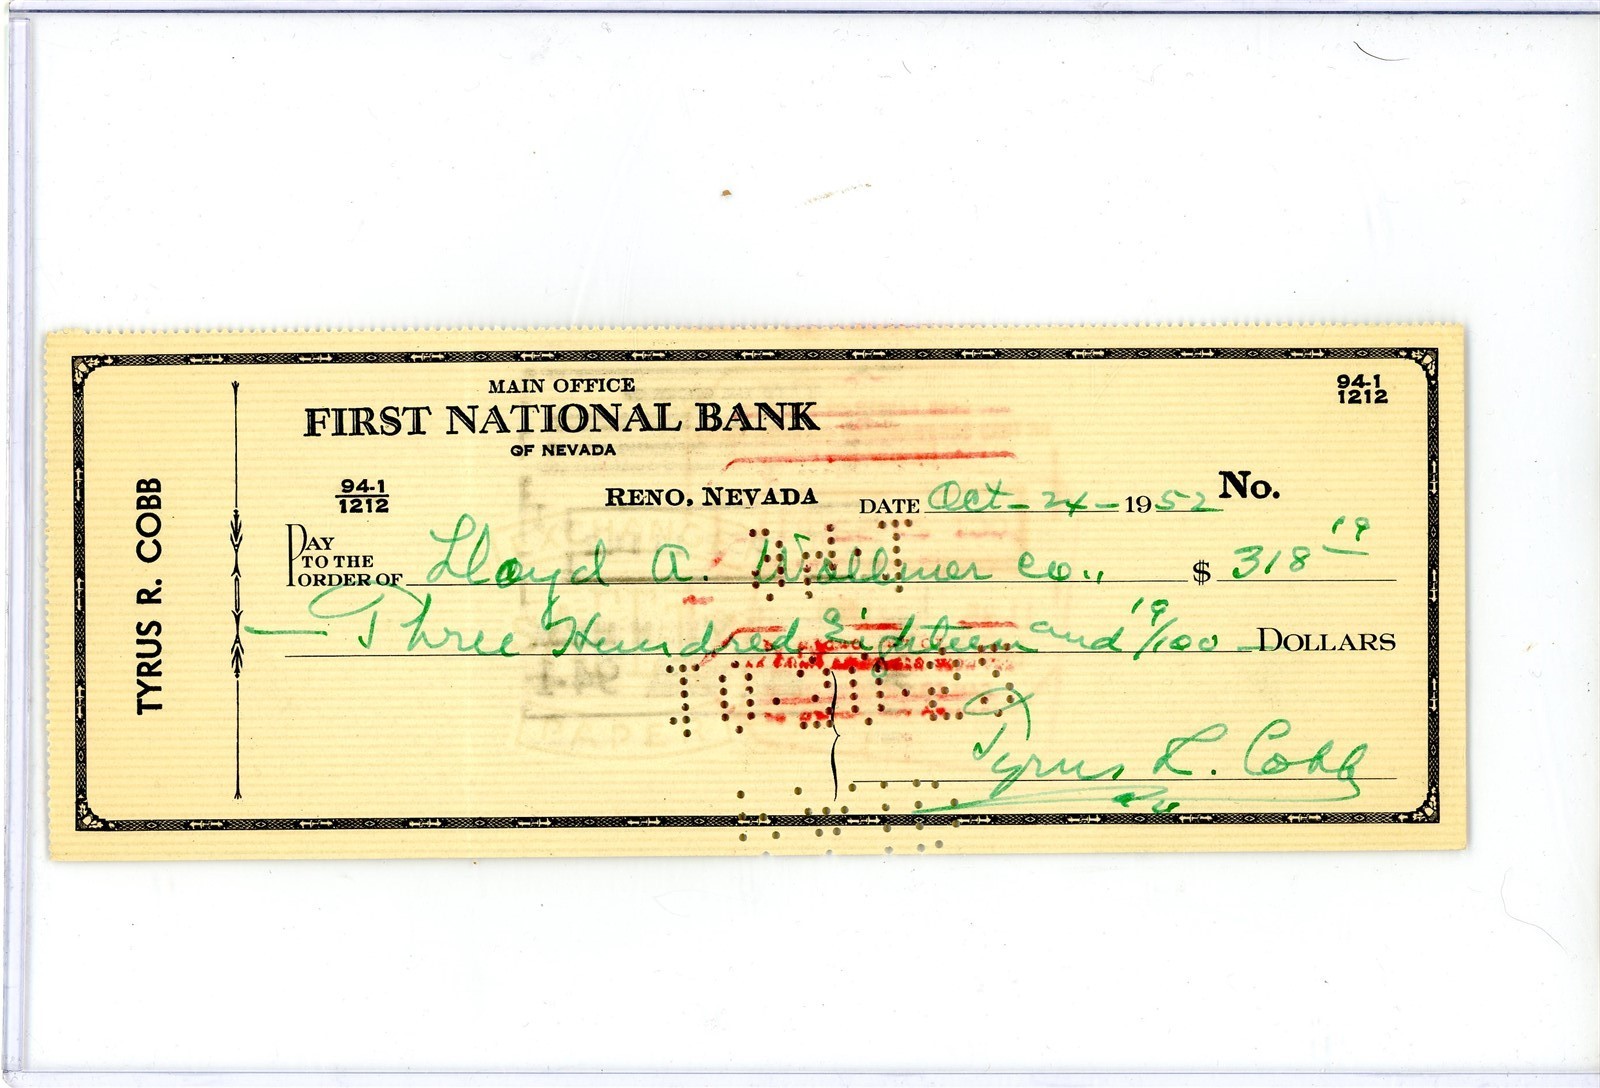 TYRUS R. COBB
MAIN OFFICE
FIRST NATIONAL BANK
OF NEVADA
94-1
1212
94-1
1212
RENO, NEVADA
DATE Oct-24-1952 No.
PAY TO THE ORDER OF Lloyd A. Wollmer Co., $ 318 19
Three Hundred Eighteen and 19/100 DOLLARS
Tyrus R. Cobb